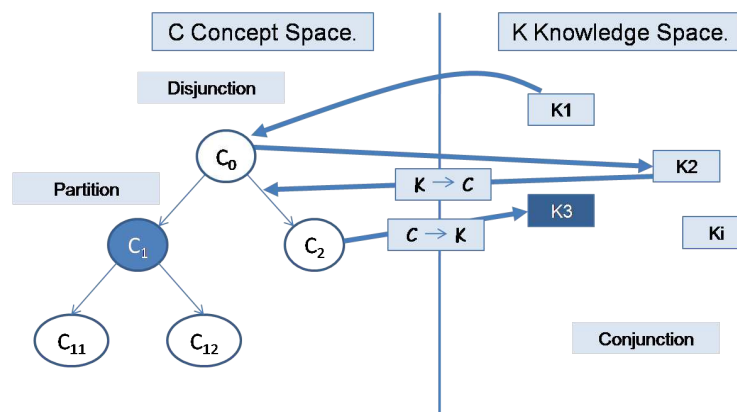 C Concept Space.
K Knowledge Space.
Disjunction
K1
C0
K2
K → C
Partition
K3
C1
C2
C → K
Ki
C11
C12
Conjunction